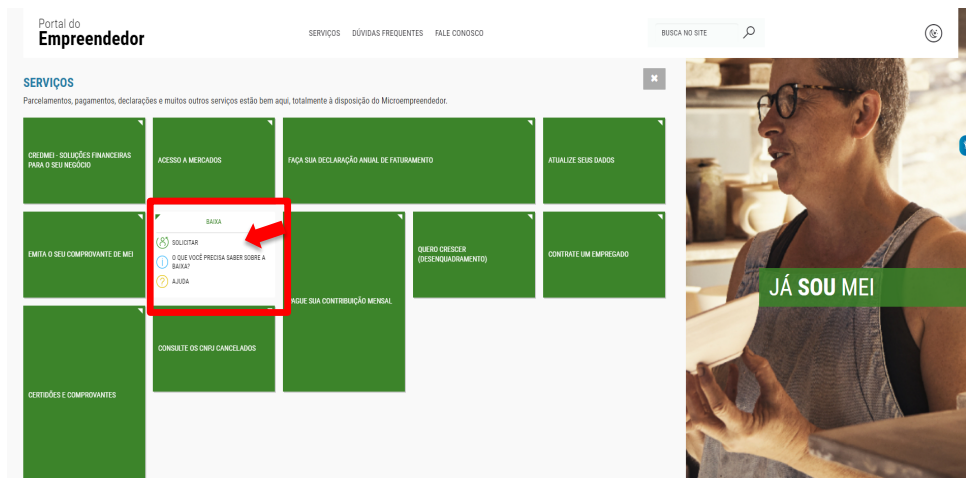 Portal do
Empreendedor
SERVIÇOS DÚVIDAS FREQUENTES FALE CONOSCO
BUSCA NO SITE
SERVIÇOS
Parcelamentos, pagamentos, declarações e muitos outros serviços estão bem aqui, totalmente à disposição do Microempreendedor.
CREDMEI - SOLUÇÕES FINANCEIRAS
PARA O SEU NEGÓCIO
ACESSO A MERCADOS
FAÇA SUA DECLARAÇÃO ANUAL DE FATURAMENTO
ATUALIZE SEUS DADOS
EMITA O SEU COMPROVANTE DE MEI
BAIXA
SOLICITAR
O QUE VOCÊ PRECISA SABER SOBRE A
BAIXA?
AJUDA
PAGUE SUA CONTRIBUIÇÃO MENSAL
QUERO CRESCER
(DESENQUADRAMENTO)
CONTRATE UM EMPREGADO
CERTIDÕES E COMPROVANTES
CONSULTE OS CNPJ CANCELADOS
JÁ SOU MEI